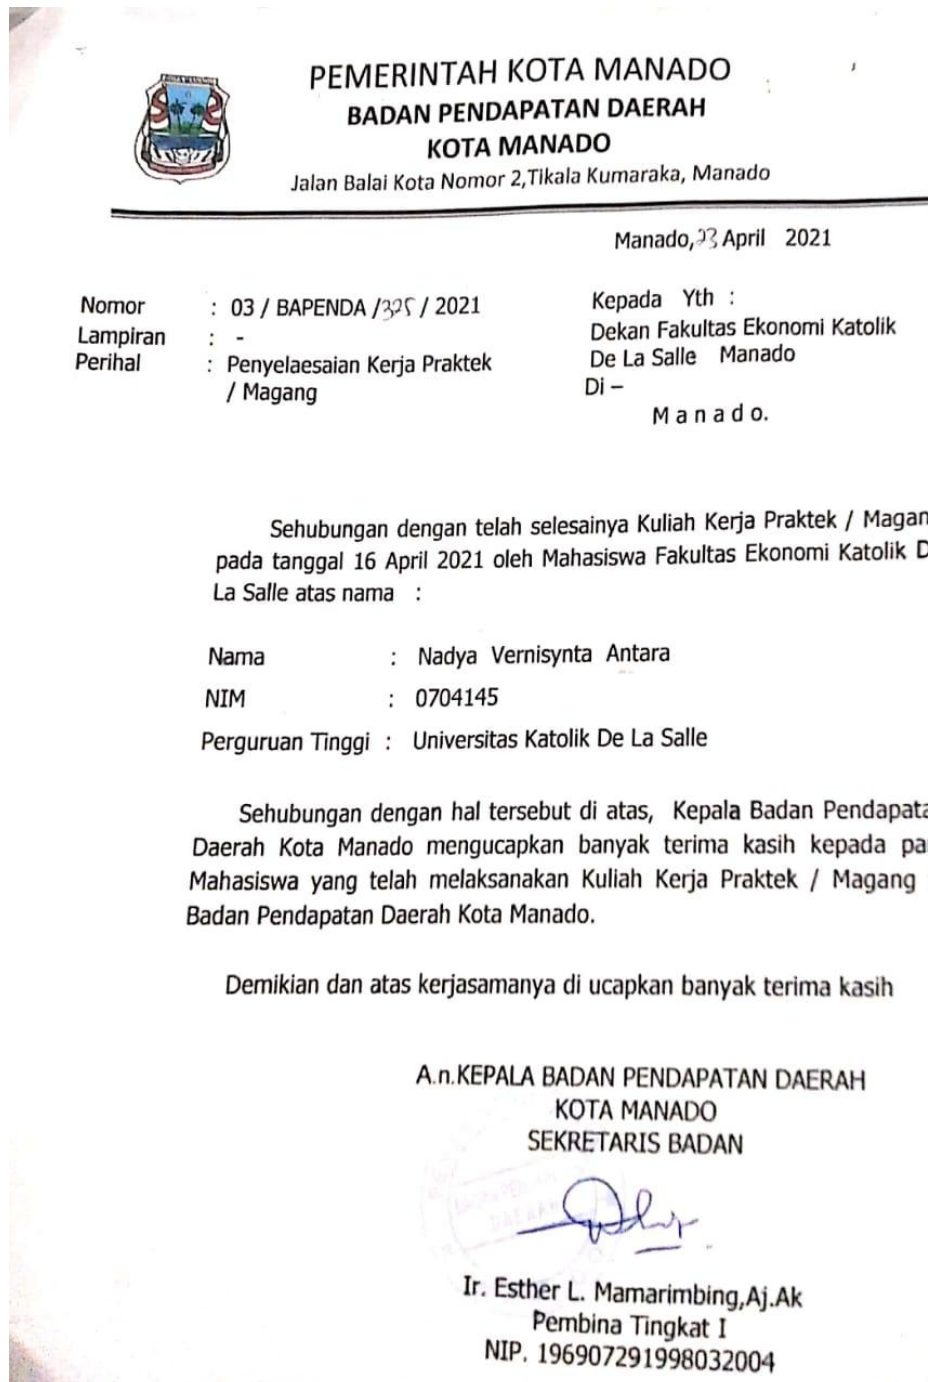 PEMERINTAH KOTA MANADO
BADAN PENDAPATAN DAERAH
KOTA MANADO
Jalan Balai Kota Nomor 2,Tikala Kumaraka, Manado
Manado,23 April 2021
Nomor : 03 / BAPENDA /325 / 2021
Lampiran : -
Perihal : Penyelaesaian Kerja Praktek
/ Magang
Kepada Yth :
Dekan Fakultas Ekonomi Katolik
De La Salle Manado
Di –
M a n a d o.
Sehubungan dengan telah selesainya Kuliah Kerja Praktek / Magan
pada tanggal 16 April 2021 oleh Mahasiswa Fakultas Ekonomi Katolik D
La Salle atas nama :
Nama : Nadya Vernisynta Antara
NIM : 0704145
Perguruan Tinggi : Universitas Katolik De La Salle
Sehubungan dengan hal tersebut di atas, Kepala Badan Pendapata
Daerah Kota Manado mengucapkan banyak terima kasih kepada pa
Mahasiswa yang telah melaksanakan Kuliah Kerja Praktek / Magang
Badan Pendapatan Daerah Kota Manado.
Demikian dan atas kerjasamanya di ucapkan banyak terima kasih
A.n.KEPALA BADAN PENDAPATAN DAERAH
KOTA MANADO
SEKRETARIS BADAN
DAERAH
Ir. Esther L. Mamarimbing,Aj.Ak
Pembina Tingkat I
NIP. 196907291998032004